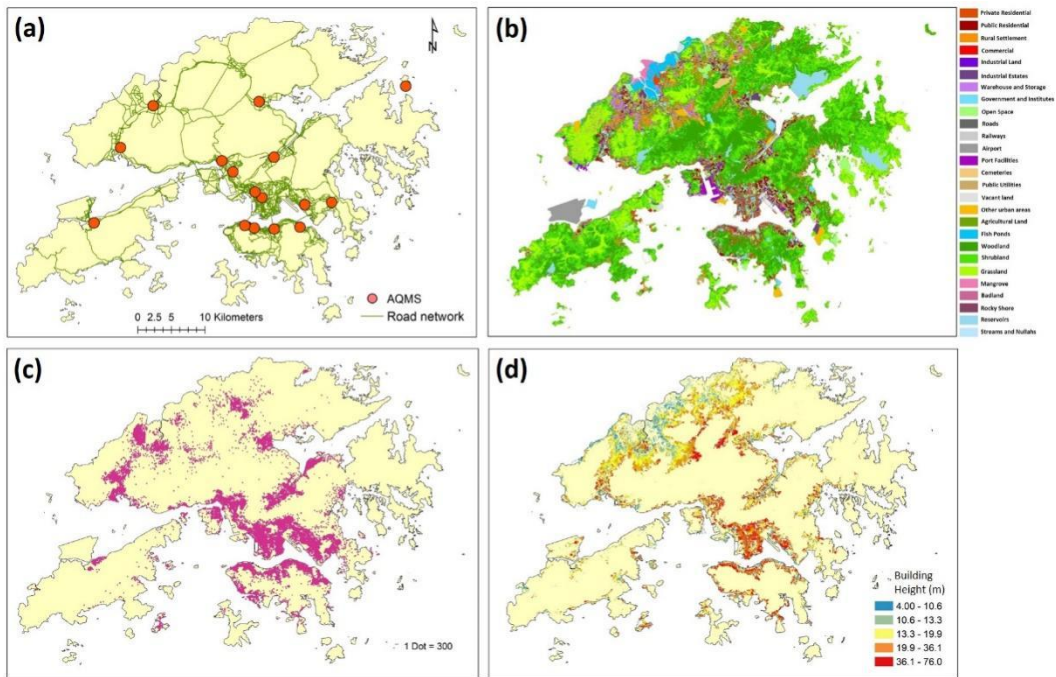 (a)
N
AQMS
0 2.5 5 10 Kilometers
Road network
(b)
Private Residential
Public Residential
Rural Settlement
Commercial
Industrial Land
Industrial Estates
Warehouse and Storage
Government and Institutes
Open Space
Roads
Railways
Airport
Port Facilities
Cemeteries
Public Utilities
Vacant land
Other urban areas
Agricultural Land
Fish Ponds
Woodland
Shrubland
Grassland
Mangrove
Badland
Rocky Shore
Reservoirs
Streams and Nullahs
(c)
1 Dot = 300
(d)
Building
Height (m)
4.00 - 10.6
10.6 - 13.3
13.3 - 19.9
19.9 - 36.1
36.1 - 76.0